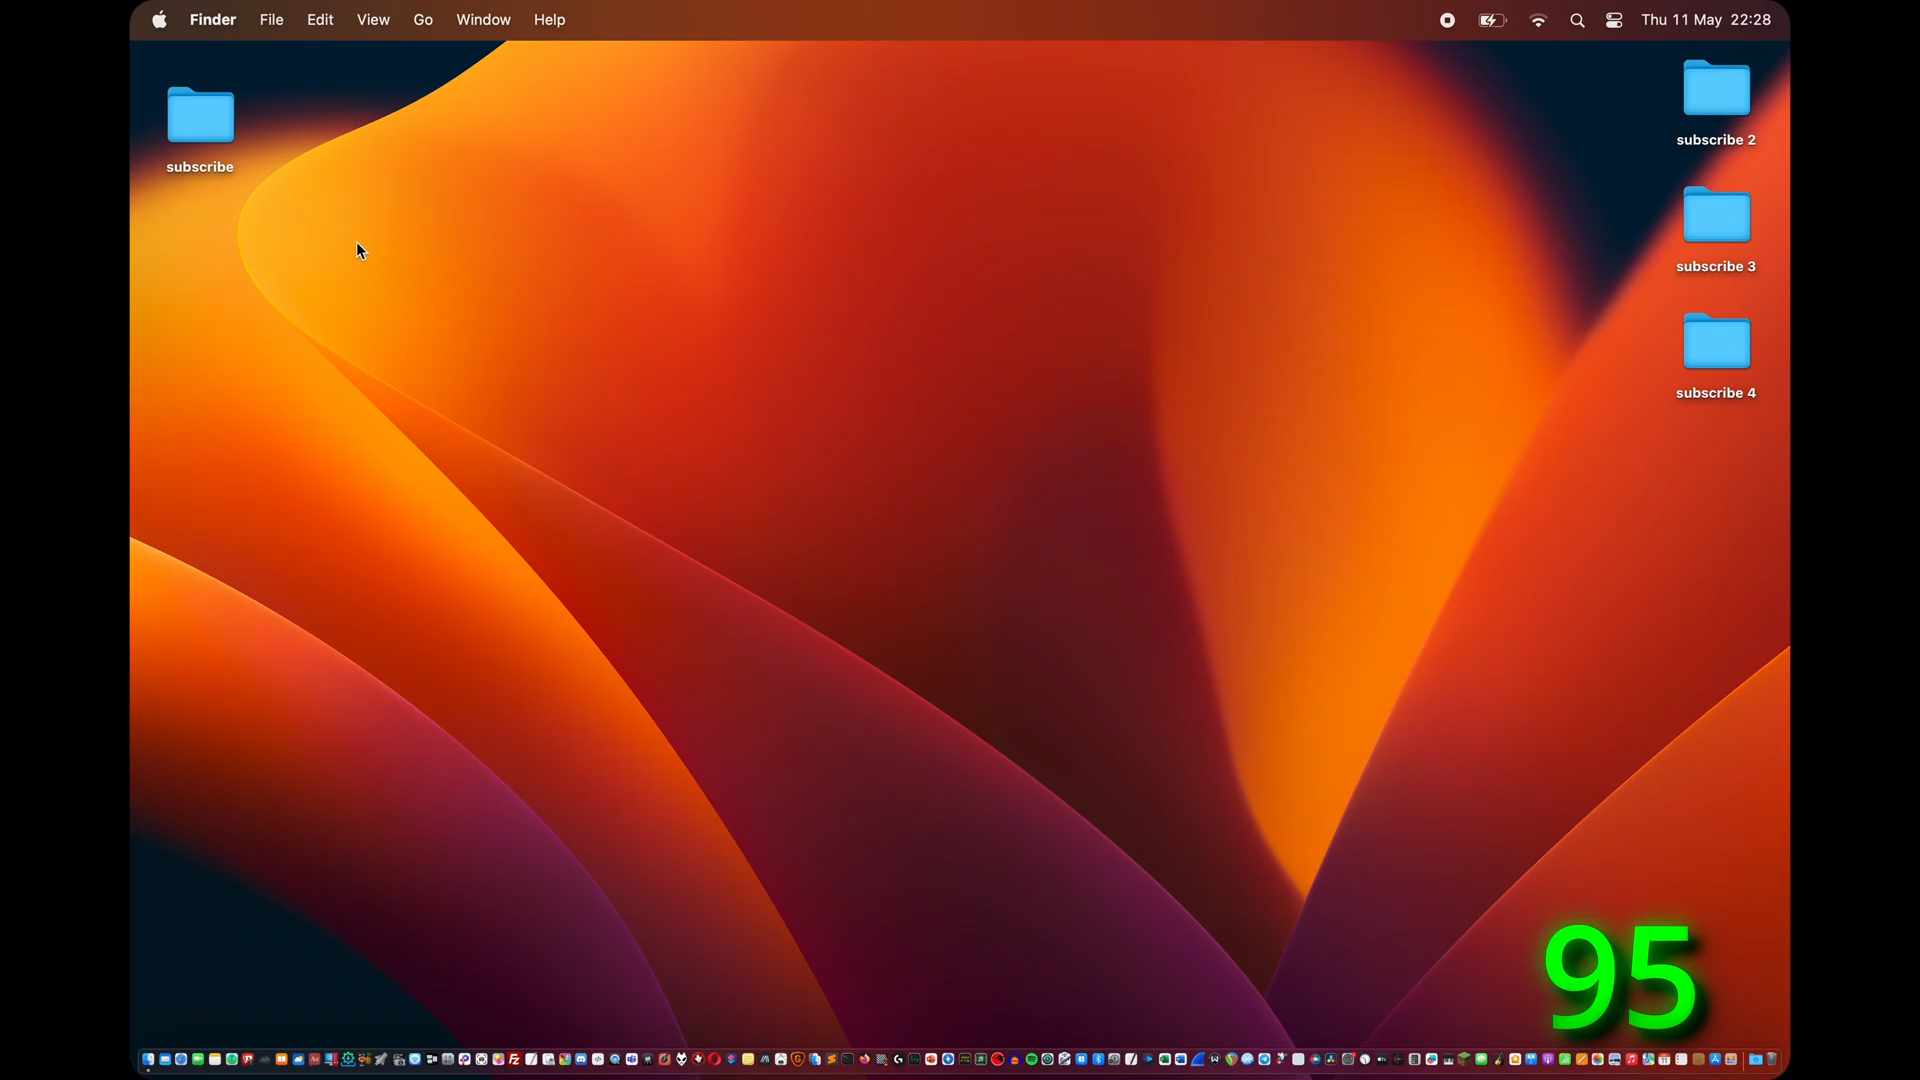 Finder File Edit View Go Window Help Thu 11 May 22:28
subscribe
subscribe 2
subscribe 3
subscribe 4
95